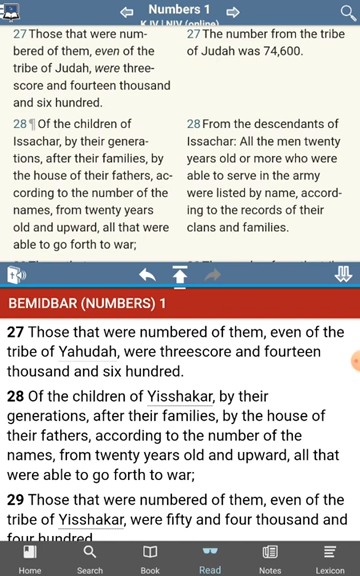 Numbers 1
KJV | NIV (online)
27 Those that were num-
bered of them, even of the
tribe of Judah, were three-
score and fourteen thousand
and six hundred.
28 ¶ Of the children of
Issachar, by their genera-
tions, after their families, by
the house of their fathers, ac-
cording to the number of the
names, from twenty years
old and upward, all that were
able to go forth to war;
27 The number from the tribe
of Judah was 74,600.
28 From the descendants of
Issachar: All the men twenty
years old or more who were
able to serve in the army
were listed by name, accord-
ing to the records of their
clans and families.
BEMIDBAR (NUMBERS) 1
27 Those that were numbered of them, even of the
tribe of Yahudah, were threescore and fourteen
thousand and six hundred.
28 Of the children of Yisshakar, by their
generations, after their families, by the house of
their fathers, according to the number of the
names, from twenty years old and upward, all that
were able to go forth to war;
29 Those that were numbered of them, even of the
tribe of Yisshakar, were fifty and four thousand and
four hundred
Home
Search
Book
Read
Notes
Lexicon